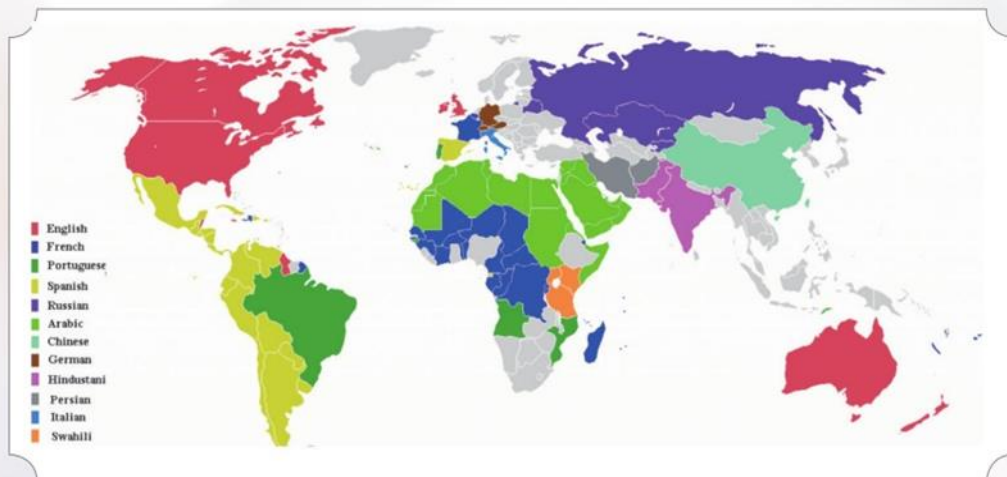 English
French
Portuguese
Spanish
Russian
Arabic
Chinese
German
Hindustani
Persian
Italian
Swahili